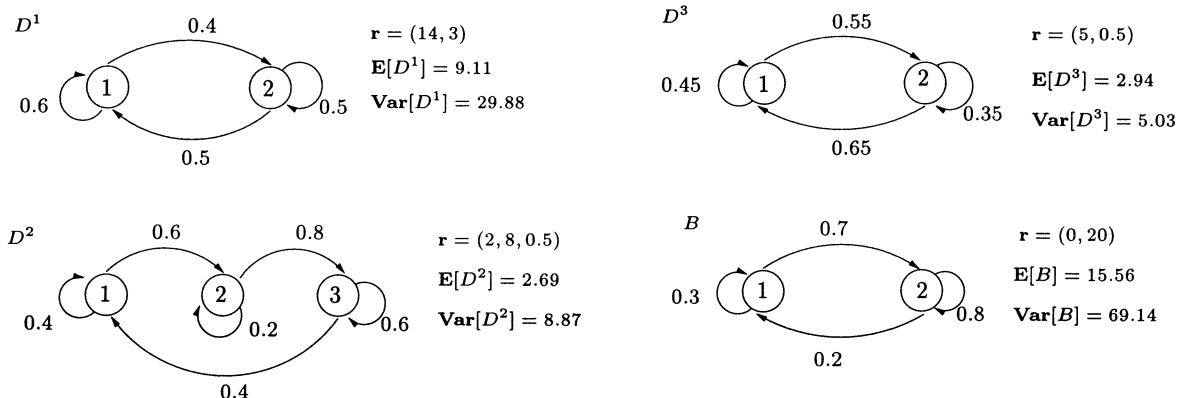 D¹
0.4
1
2
0.6
0.5
0.5
r = (14, 3)
E[D¹] = 9.11
Var[D¹] = 29.88
D³
0.55
1
2
0.45
0.35
0.65
r = (5, 0.5)
E[D³] = 2.94
Var[D³] = 5.03
D²
0.6
0.8
1
2
3
0.4
0.2
0.6
0.4
r = (2, 8, 0.5)
E[D²] = 2.69
Var[D²] = 8.87
B
0.7
1
2
0.3
0.8
0.2
r = (0, 20)
E[B] = 15.56
Var[B] = 69.14